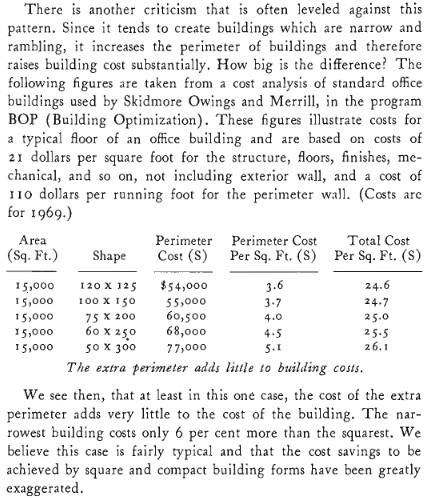 There is another criticism that is often leveled against this
pattern. Since it tends to create buildings which are narrow and
rambling, it increases the perimeter of buildings and therefore
raises building cost substantially. How big is the difference? The
following figures are taken from a cost analysis of standard office
buildings used by Skidmore Owings and Merrill, in the program
BOP (Building Optimization). These figures illustrate costs for
a typical floor of an office building and are based on costs of
21 dollars per square foot for the structure, floors, finishes, me-
chanical, and so on, not including exterior wall, and a cost of
110 dollars per running foot for the perimeter wall. (Costs are
for 1969.)
Area Perimeter Perimeter Cost Total Cost
(Sq. Ft.) Shape Cost ($) Per Sq. Ft. ($) Per Sq. Ft. ($)
15,000 120 X 125 $54,000 3.6 24.6
15,000 100 X 150 55,000 3.7 24.7
15,000 75 X 200 60,500 4.0 25.0
15,000 60 X 250 68,000 4.5 25.5
15,000 50 X 300 77,000 5.1 26.1
The extra perimeter adds little to building costs.
We see then, that at least in this one case, the cost of the extra
perimeter adds very little to the cost of the building. The nar-
rowest building costs only 6 per cent more than the squarest. We
believe this case is fairly typical and that the cost savings to be
achieved by square and compact building forms have been greatly
exaggerated.